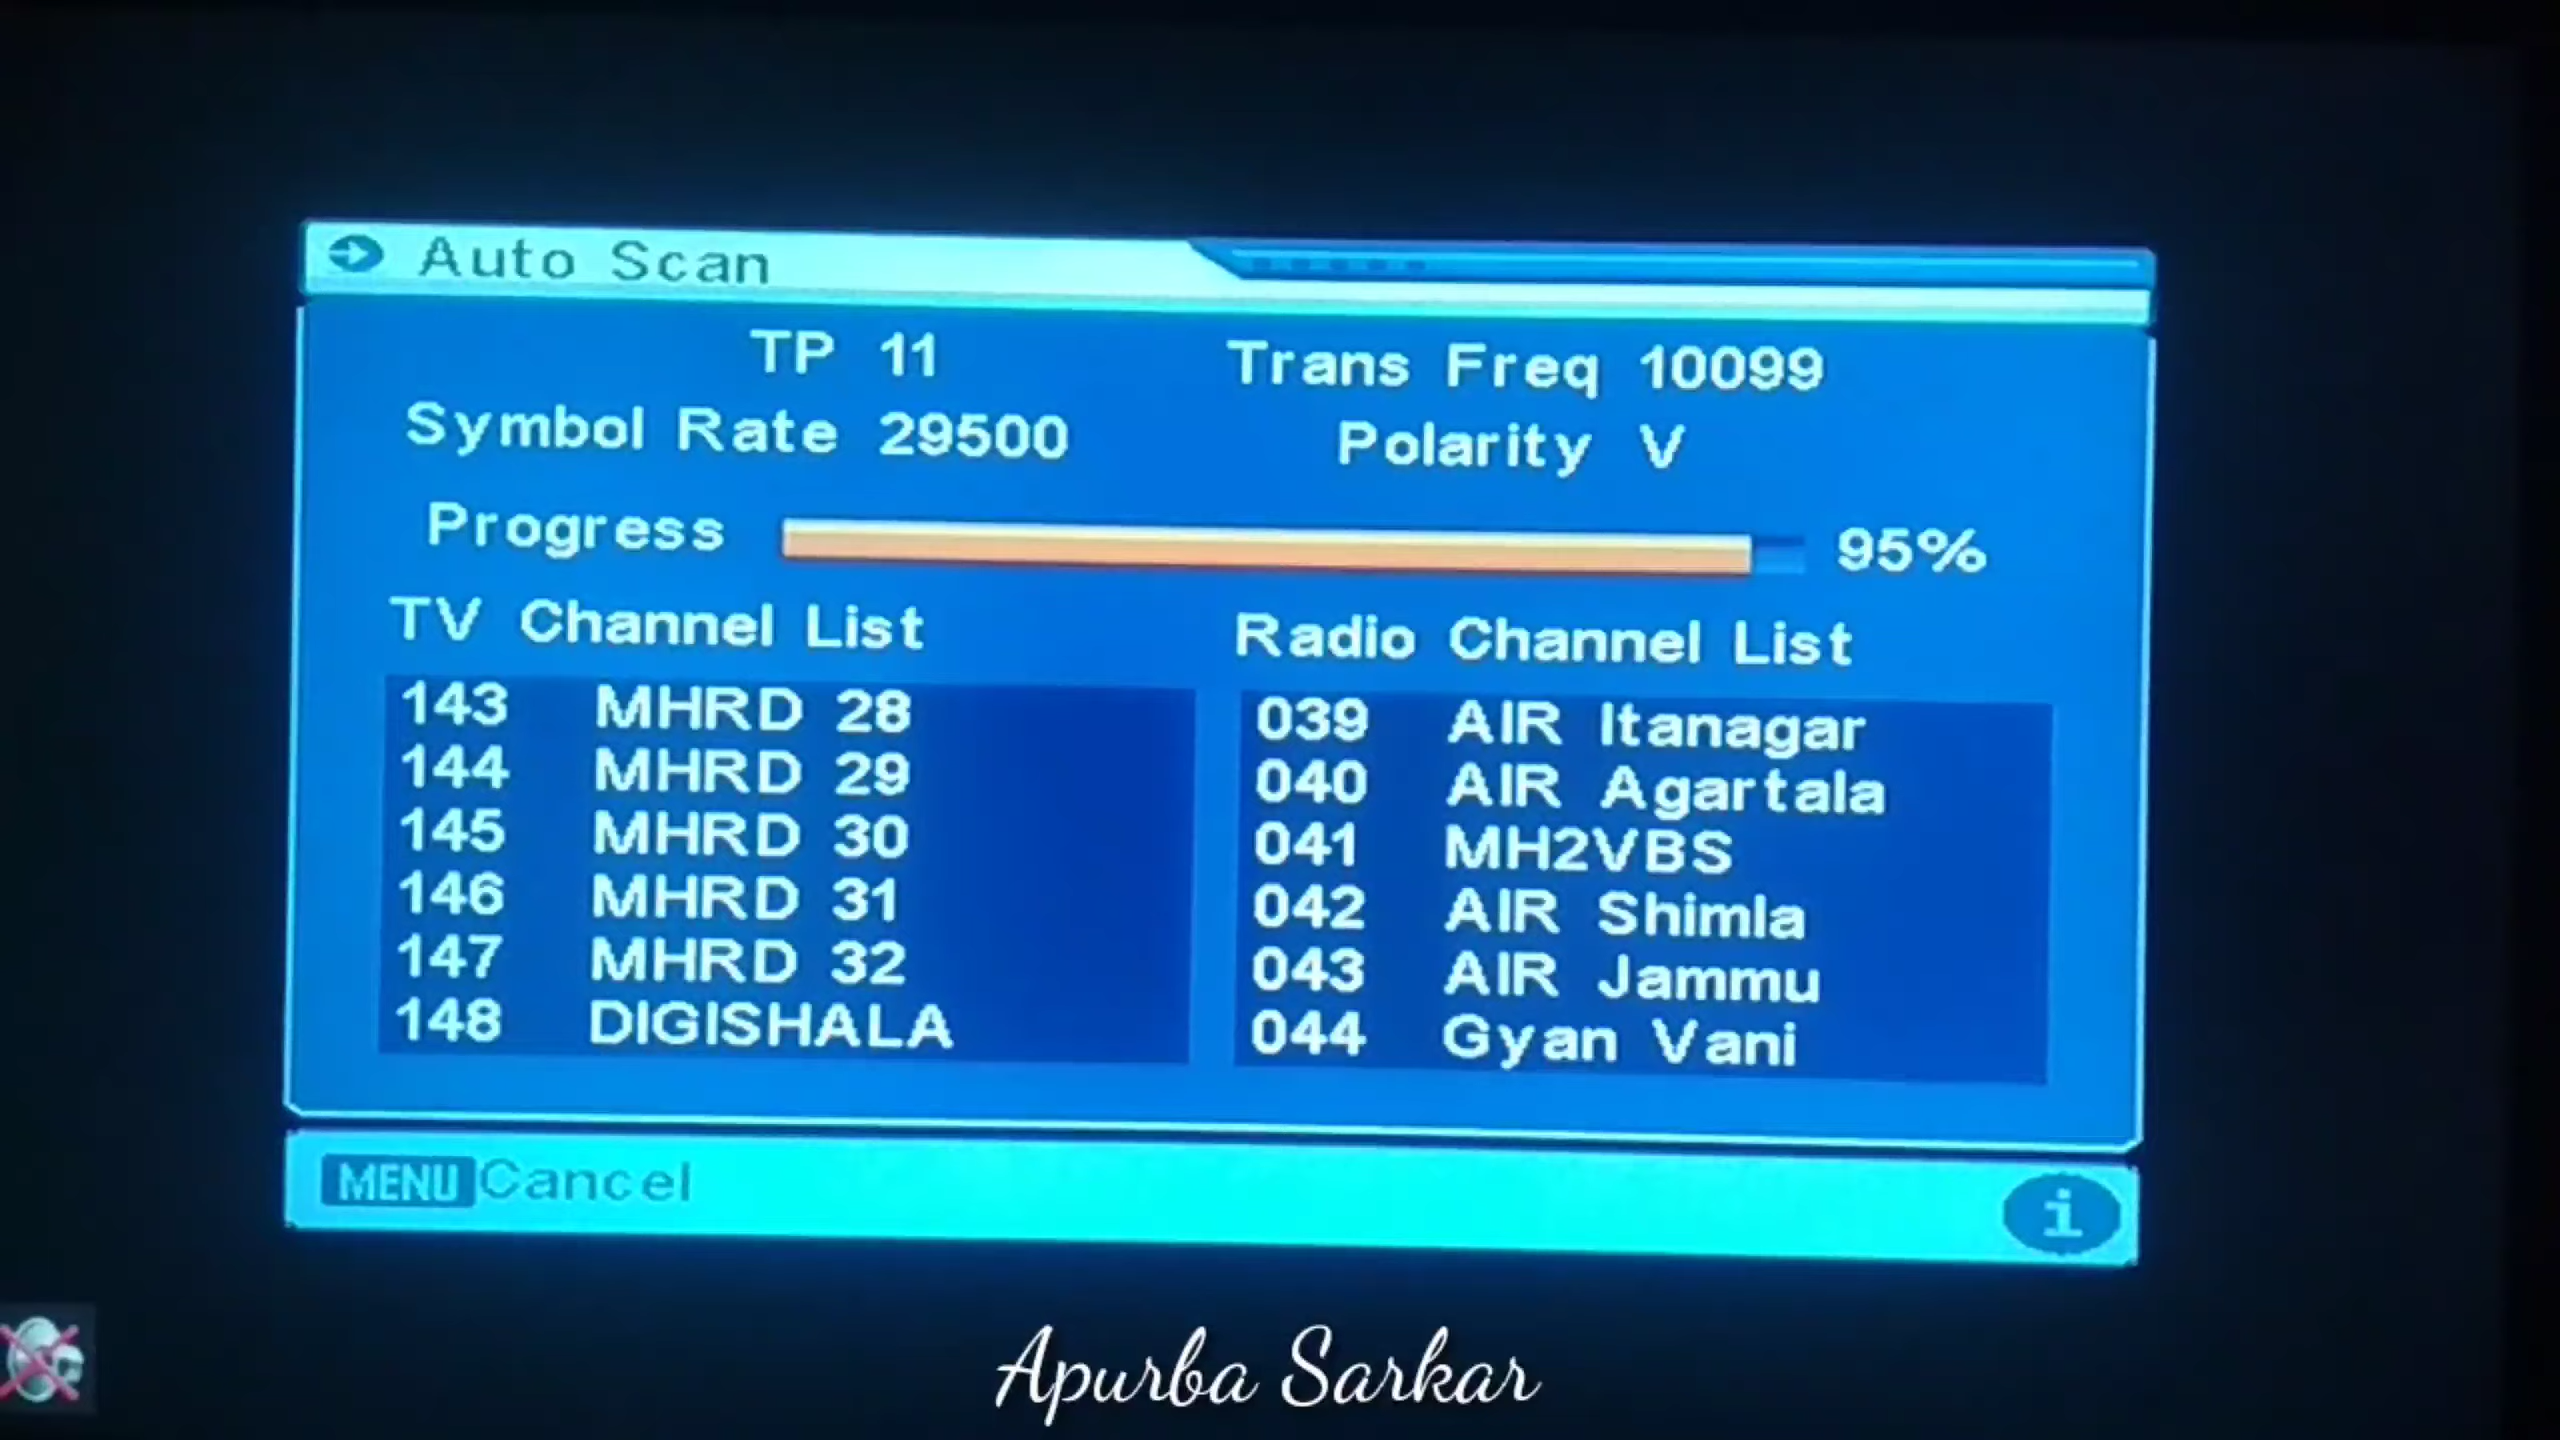 Auto Scan
TP 11 Trans Freq 10099
Symbol Rate 29500 Polarity V
Progress 95%
TV Channel List
143 MHRD 28
144 MHRD 29
145 MHRD 30
146 MHRD 31
147 MHRD 32
148 DIGISHALA
Radio Channel List
039 AIR Itanagar
040 AIR Agartala
041 MH2VBS
042 AIR Shimla
043 AIR Jammu
044 Gyan Vani
MENU Cancel
i
Apurba Sarkar